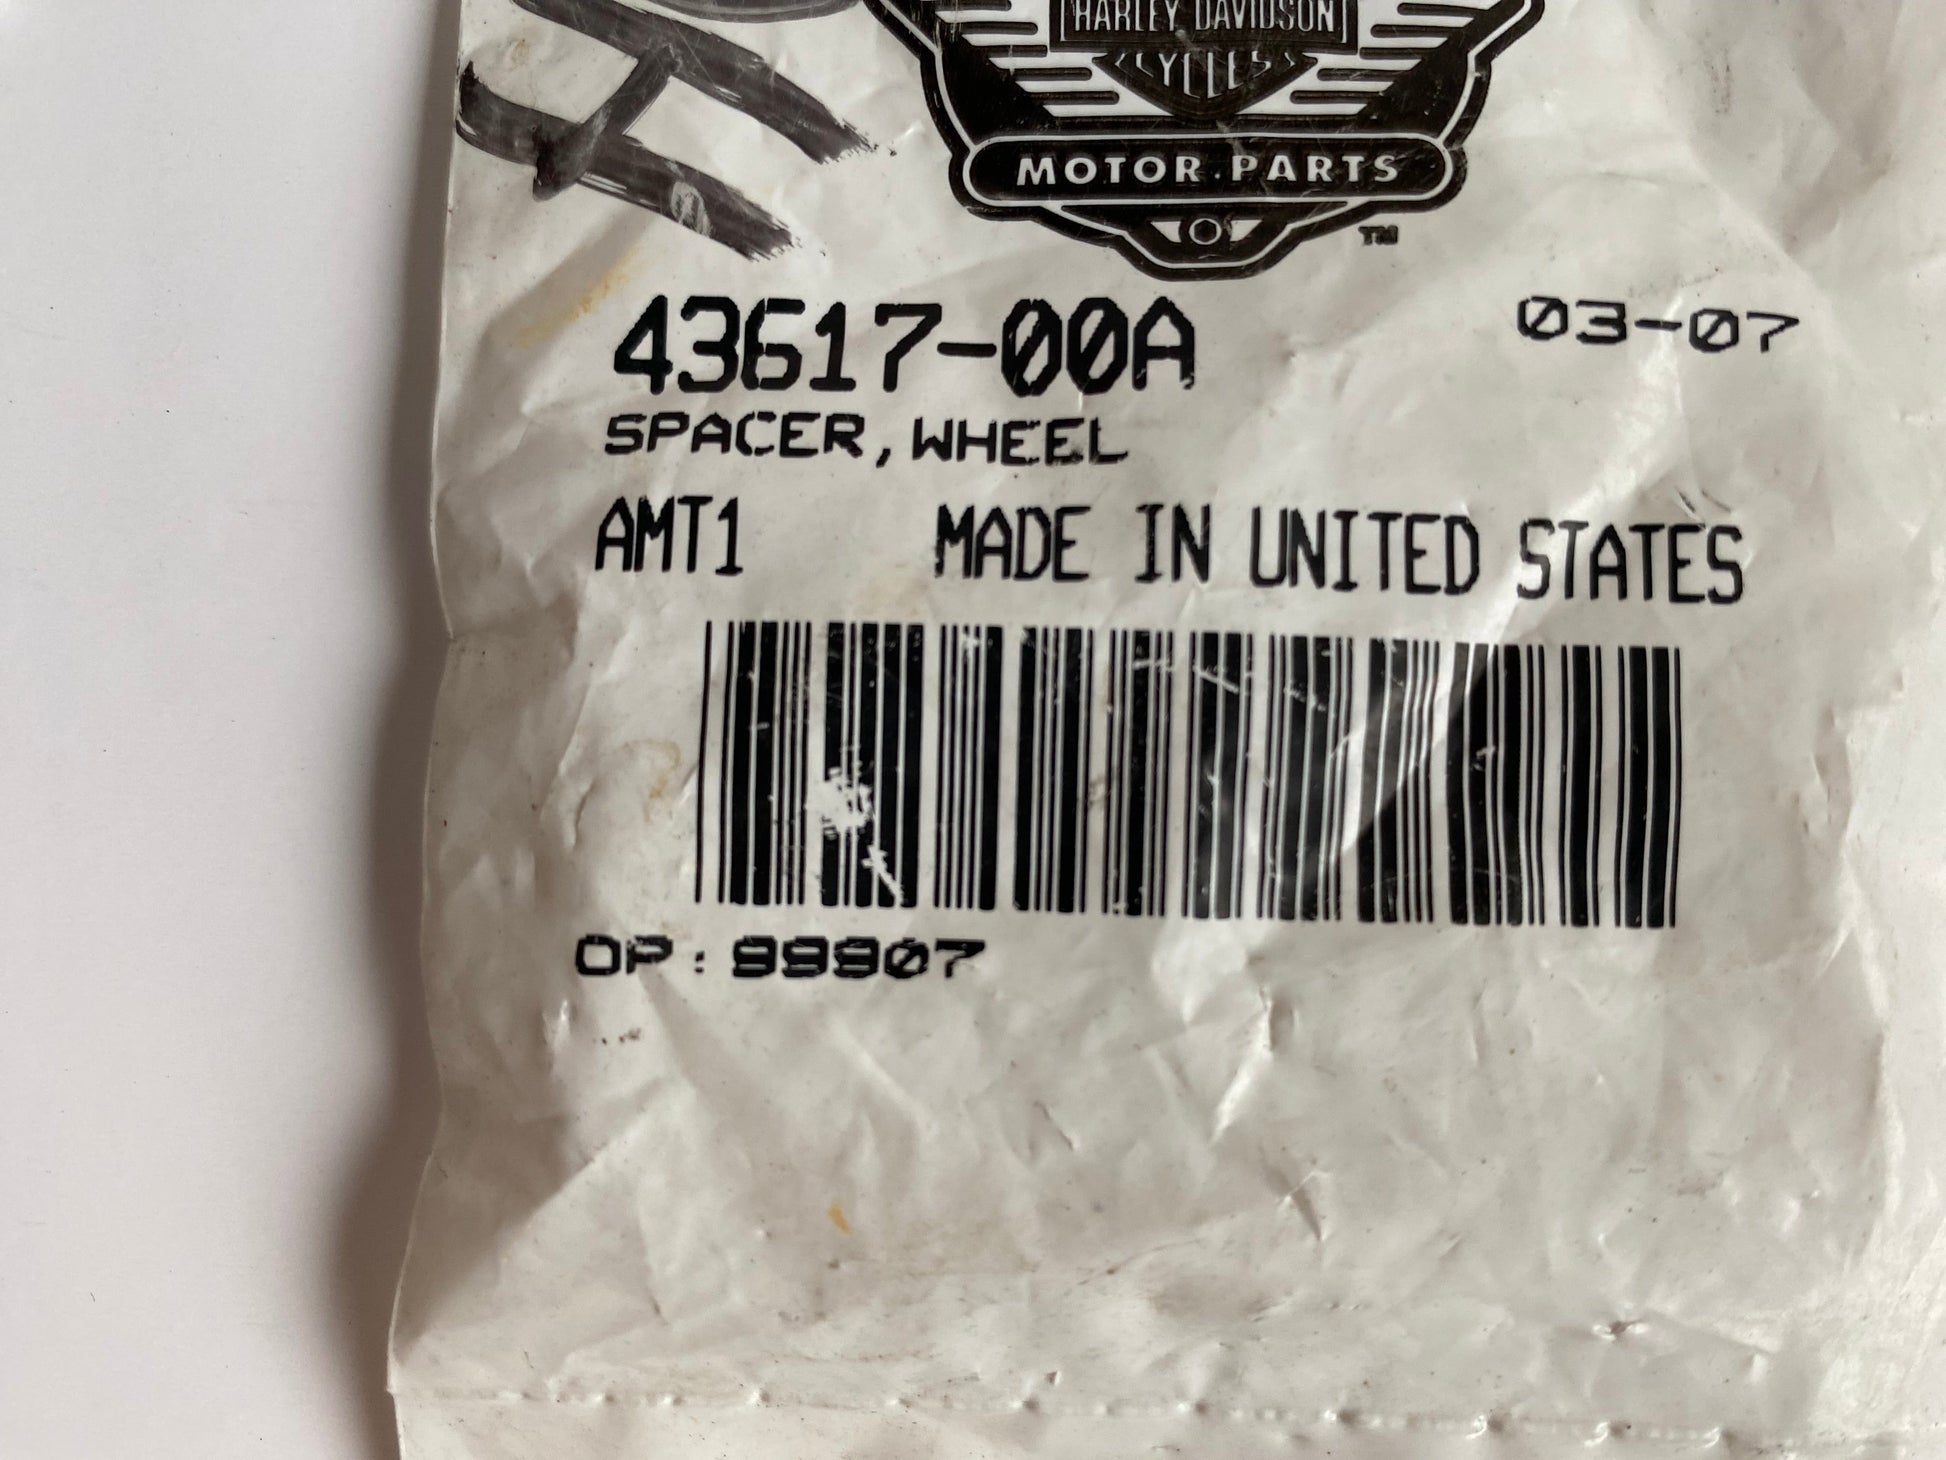 HARLEY-DAVIDSON
CYCLES
MOTOR PARTS
TM
43617-00A
03-07
SPACER, WHEEL
AMT1 MADE IN UNITED STATES
OP: 99907